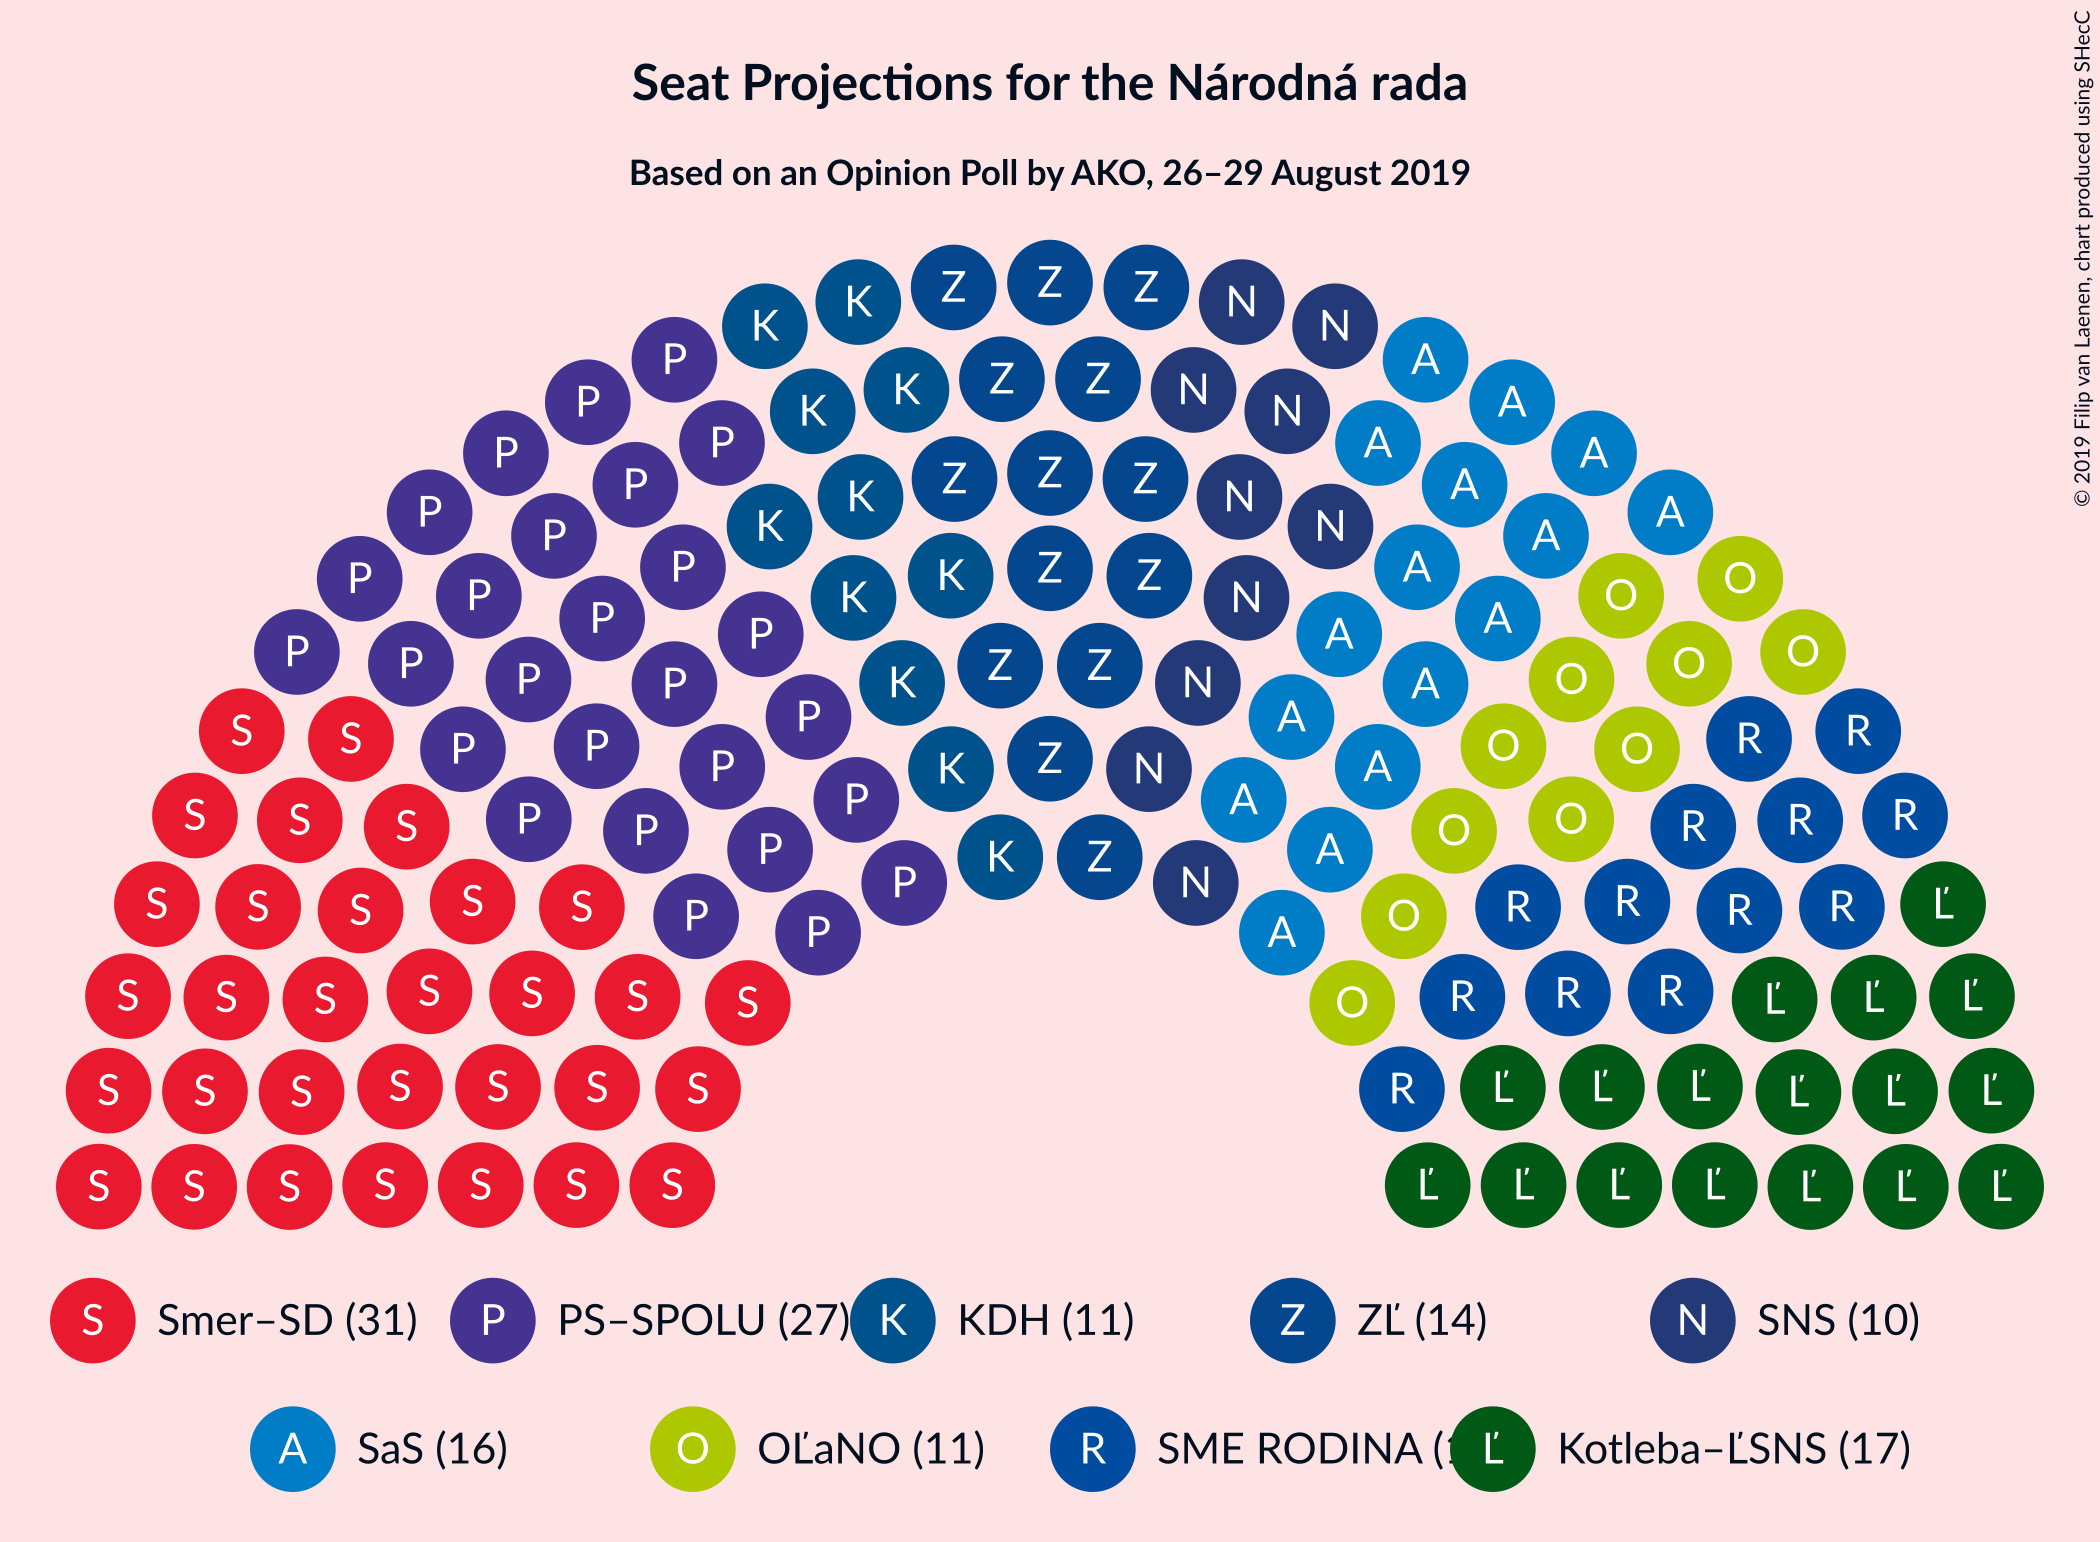 Seat Projections for the Národná rada
Based on an Opinion Poll by AKO, 26–29 August 2019
© 2019 Filip van Laenen, chart produced using SHecC
K K Z Z Z N N
P A
P K K Z Z N N A
P P P A A A
K K Z Z Z N N
P P P A A A
P P K K Z Z N A A O O
P P P P A A O O O
P P P K Z Z N A A O
S S P P P P K Z N A A O O R R
S S S P P P P A A O O R R R
S S S S S P P P K Z N A A O R R R R Ľ
S S S S S S S O R R R Ľ Ľ Ľ
S S S S S S S R Ľ Ľ Ľ Ľ Ľ Ľ
S S S S S S S Ľ Ľ Ľ Ľ Ľ Ľ Ľ
S Smer–SD (31) P PS–SPOLU (27) K KDH (11) Z ZĽ (14) N SNS (10)
A SaS (16) O OĽaNO (11) R SME RODINA Ľ Kotleba–ĽSNS (17)